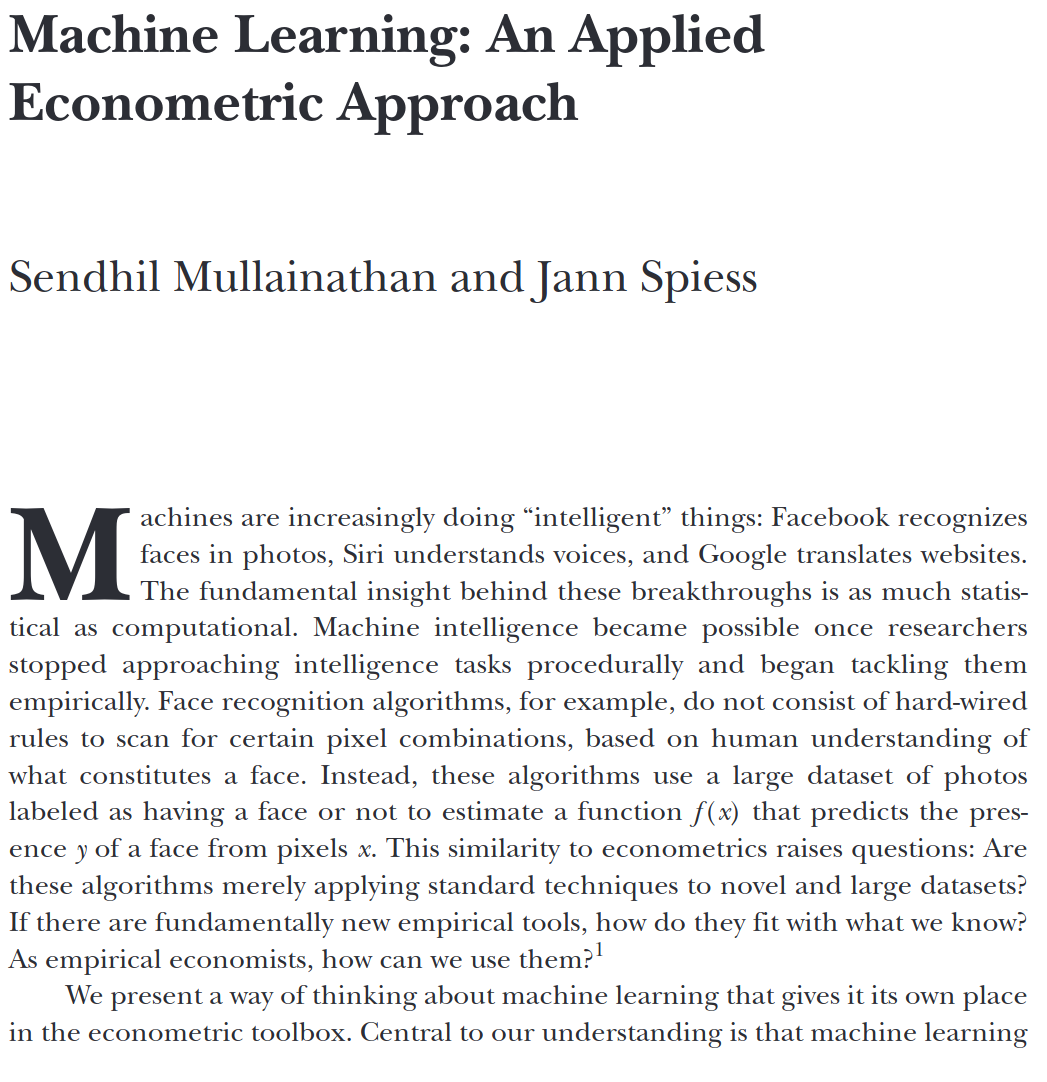 Machine Learning: An Applied
Econometric Approach
Sendhil Mullainathan and Jann Spiess
Machines are increasingly doing “intelligent” things: Facebook recognizes
faces in photos, Siri understands voices, and Google translates websites.
The fundamental insight behind these breakthroughs is as much statis-
tical as computational. Machine intelligence became possible once researchers
stopped approaching intelligence tasks procedurally and began tackling them
empirically. Face recognition algorithms, for example, do not consist of hard-wired
rules to scan for certain pixel combinations, based on human understanding of
what constitutes a face. Instead, these algorithms use a large dataset of photos
labeled as having a face or not to estimate a function f(x) that predicts the pres-
ence y of a face from pixels x. This similarity to econometrics raises questions: Are
these algorithms merely applying standard techniques to novel and large datasets?
If there are fundamentally new empirical tools, how do they fit with what we know?
As empirical economists, how can we use them?1
We present a way of thinking about machine learning that gives it its own place
in the econometric toolbox. Central to our understanding is that machine learning